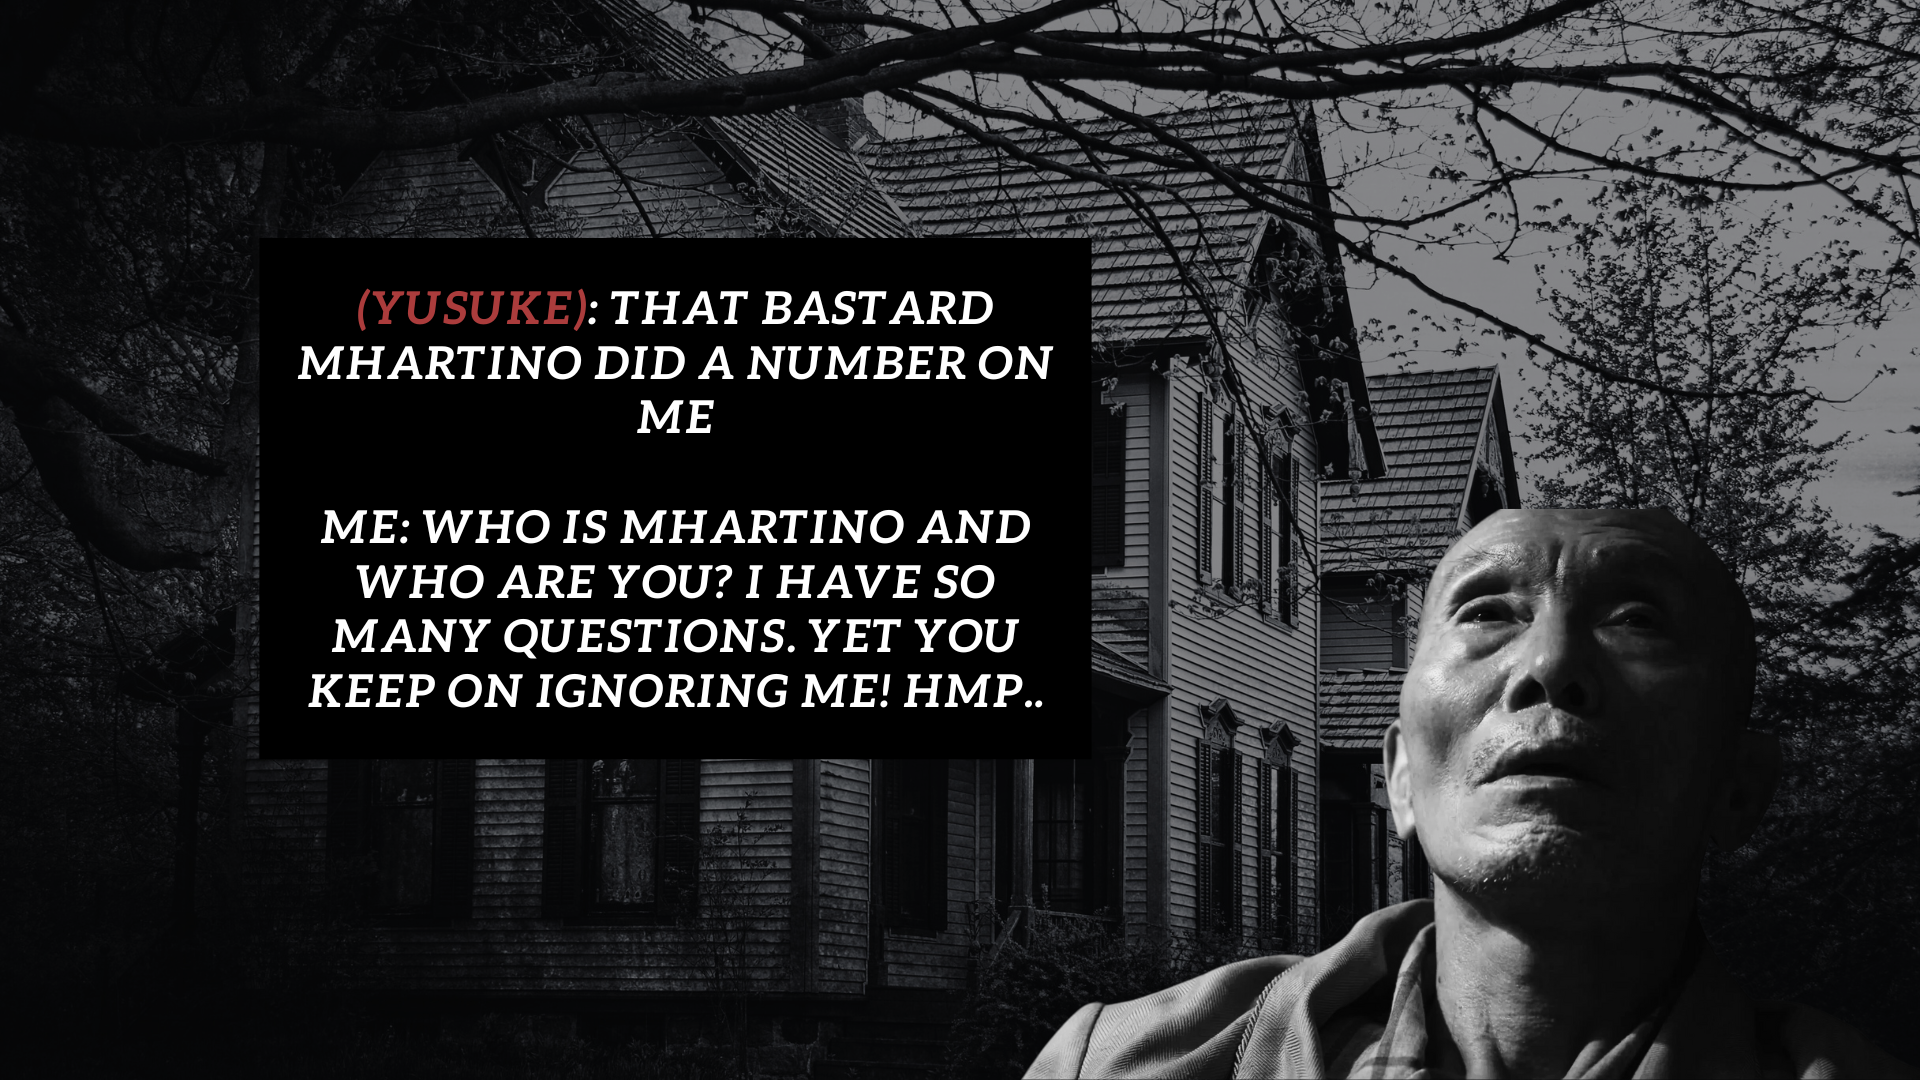 (YUSUKE): THAT BASTARD
MHARTINO DID A NUMBER ON
ME
ME: WHO IS MHARTINO AND
WHO ARE YOU? I HAVE SO
MANY QUESTIONS. YET YOU
KEEP ON IGNORING ME! HMP..